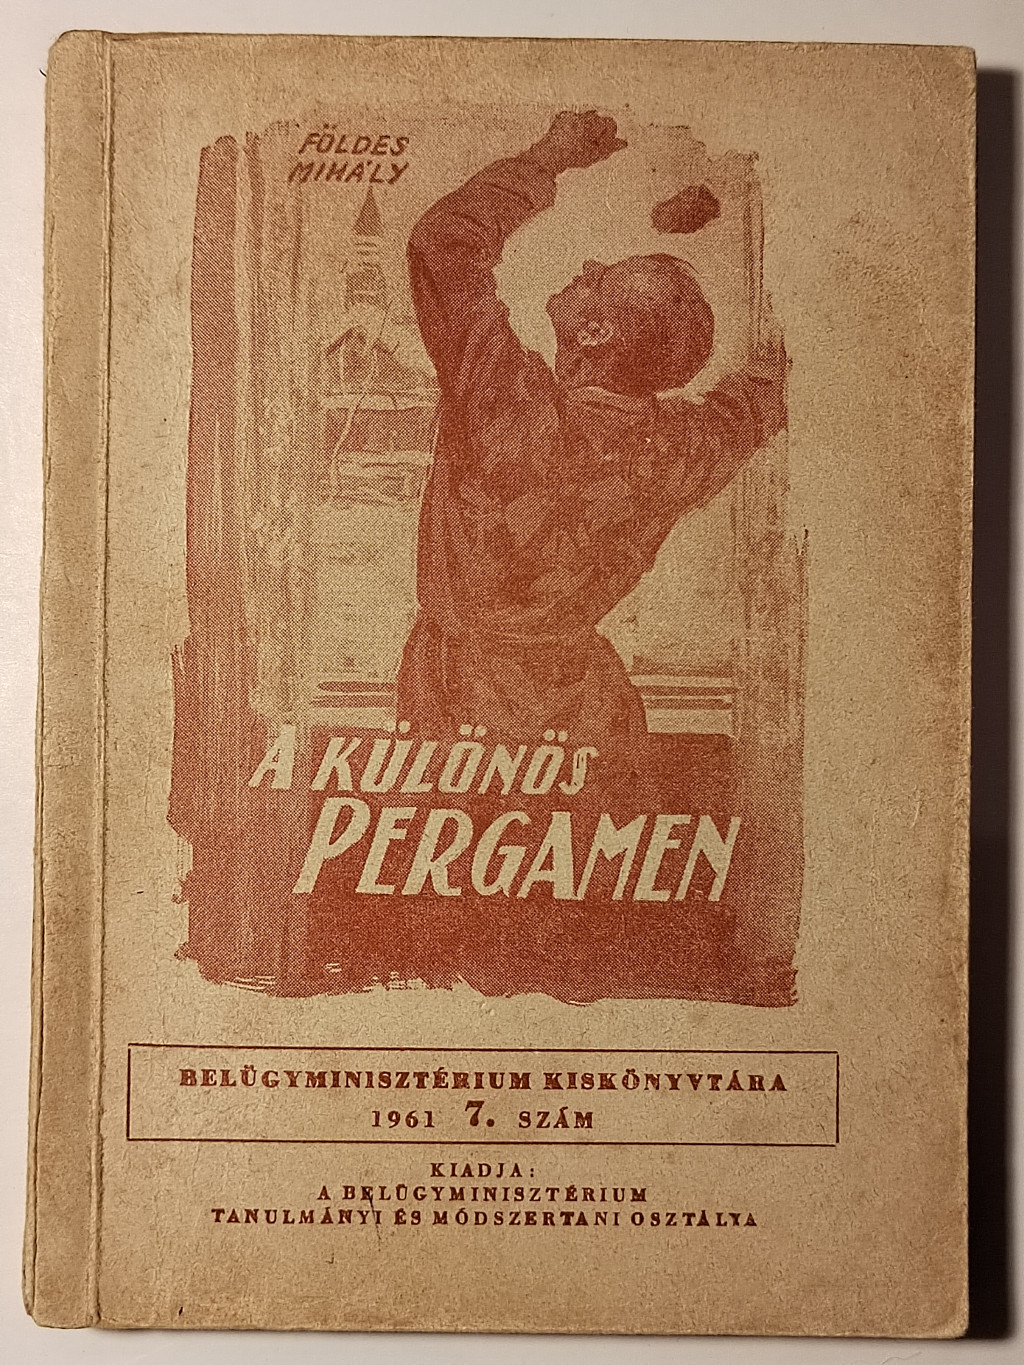 FÖLDES
MIHÁLY
A KÜLÖNÖS
PERGAMEN
BELÜGYMINISZTÉRIUM KISKÖNYVTÁRA
1961 7. SZÁM
KIADJA:
A BELÜGYMINISZTÉRIUM
TANULMÁNYI ÉS MÓDSZERTANI OSZTÁLYA